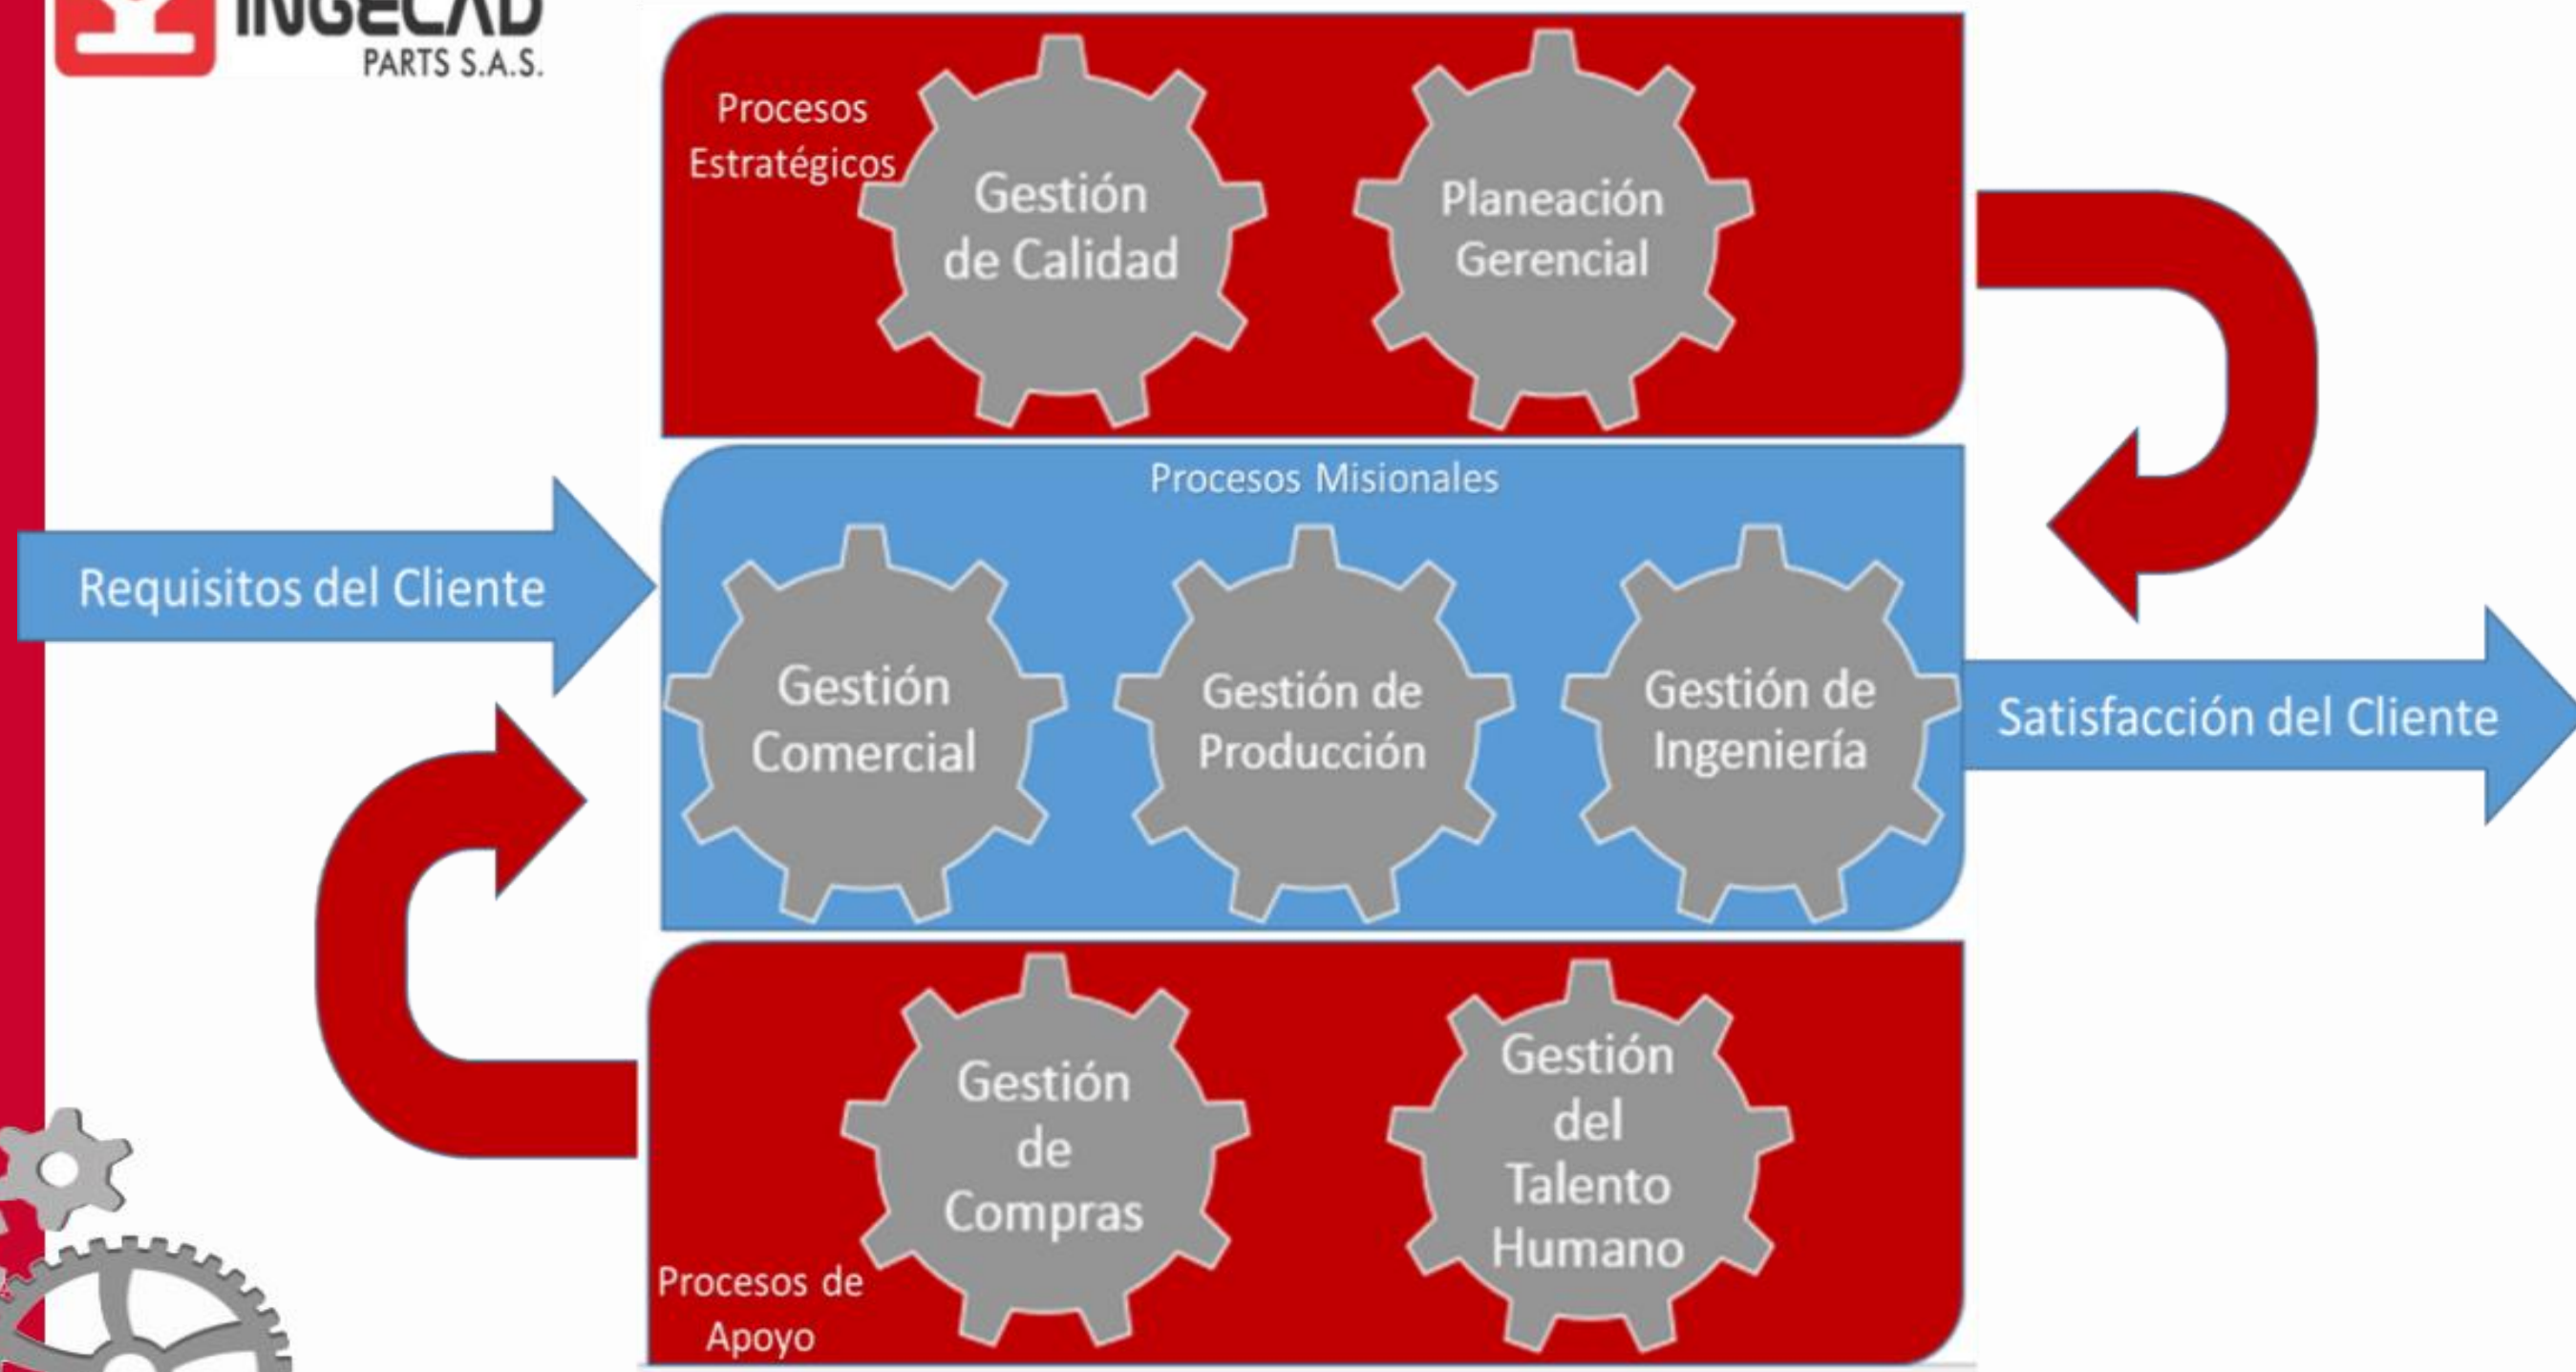 INGECAD
PARTS S.A.S.
Procesos
Estratégicos
Gestión
de Calidad
Planeación
Gerencial
Procesos Misionales
Requisitos del Cliente
Gestión
Comercial
Gestión de
Producción
Gestión de
Ingeniería
Satisfacción del Cliente
Gestión
de
Compras
Gestión
del
Talento
Humano
Procesos de
Apoyo